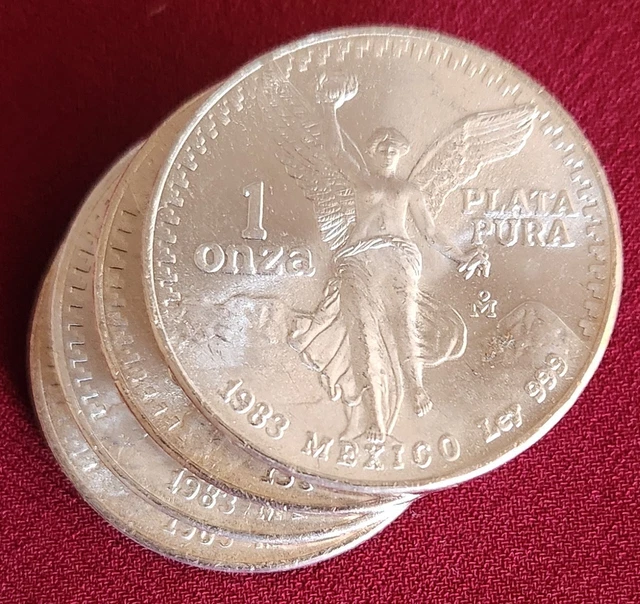 1
onza
PLATA
PURA
M̊
1983 MEXICO Ley 999
1983